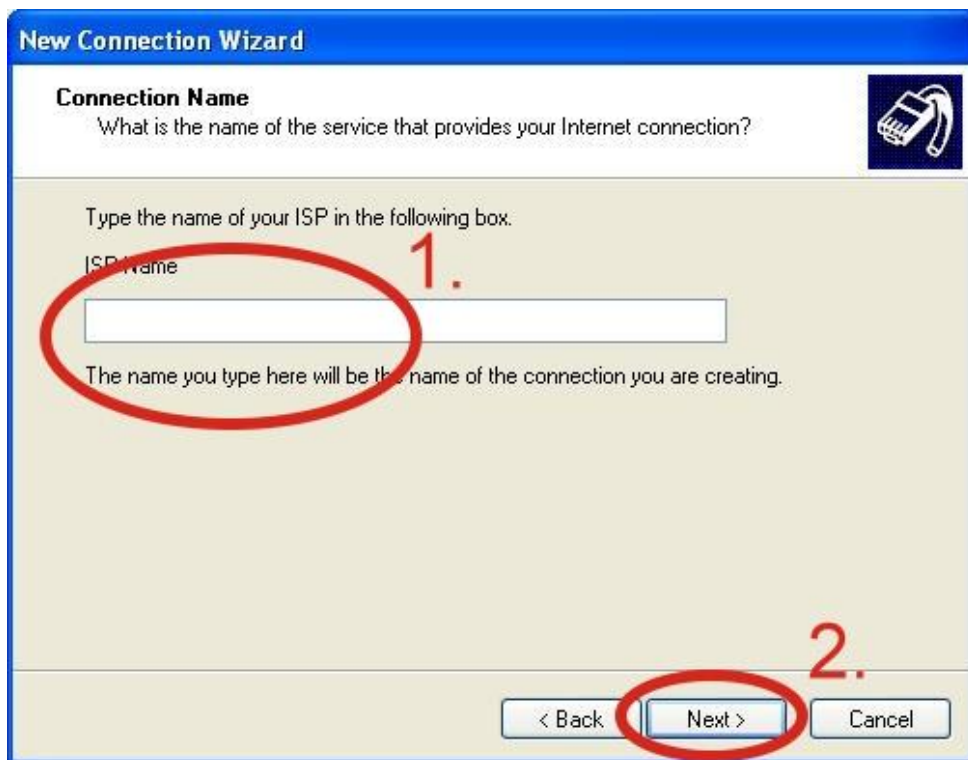 New Connection Wizard
Connection Name
What is the name of the service that provides your Internet connection?
Type the name of your ISP in the following box.
1.
ISP Name
The name you type here will be the name of the connection you are creating.
2.
< Back Next > Cancel